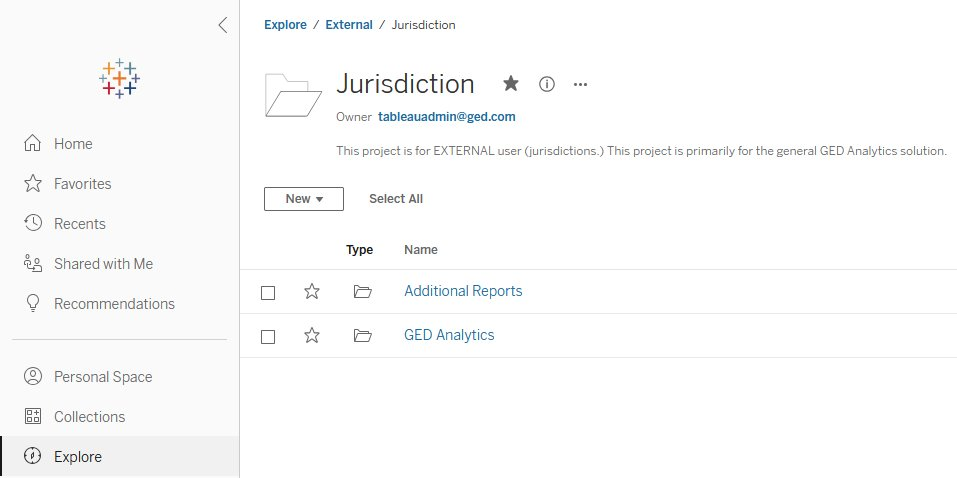 Explore / External / Jurisdiction
Jurisdiction
Owner tableauadmin@ged.com
This project is for EXTERNAL user (jurisdictions.) This project is primarily for the general GED Analytics solution.
New
Select All
Type Name
Additional Reports
GED Analytics
Home
Favorites
Recents
Shared with Me
Recommendations
Personal Space
Collections
Explore